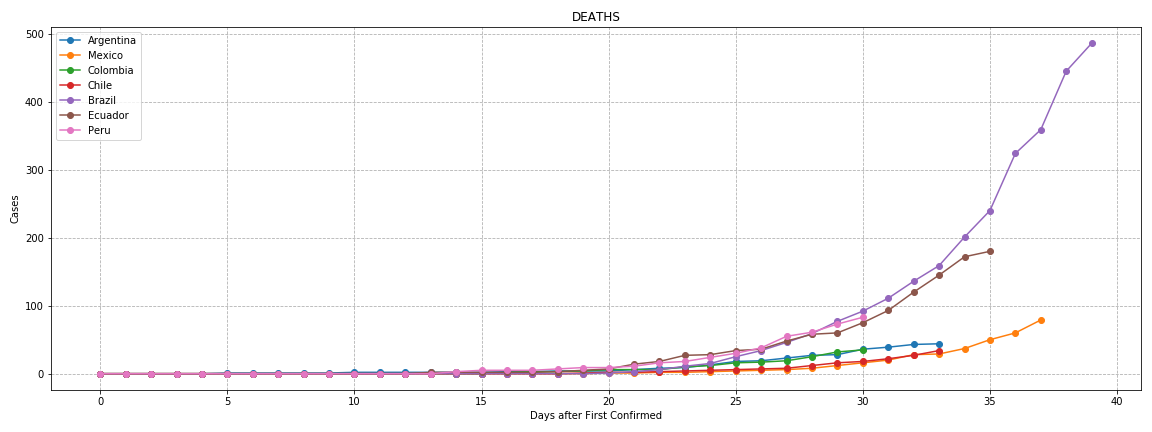 DEATHS
Argentina
Mexico
Colombia
Chile
Brazil
Ecuador
Peru
Cases
500
400
300
200
100
0
0 5 10 15 20 25 30 35 40
Days after First Confirmed